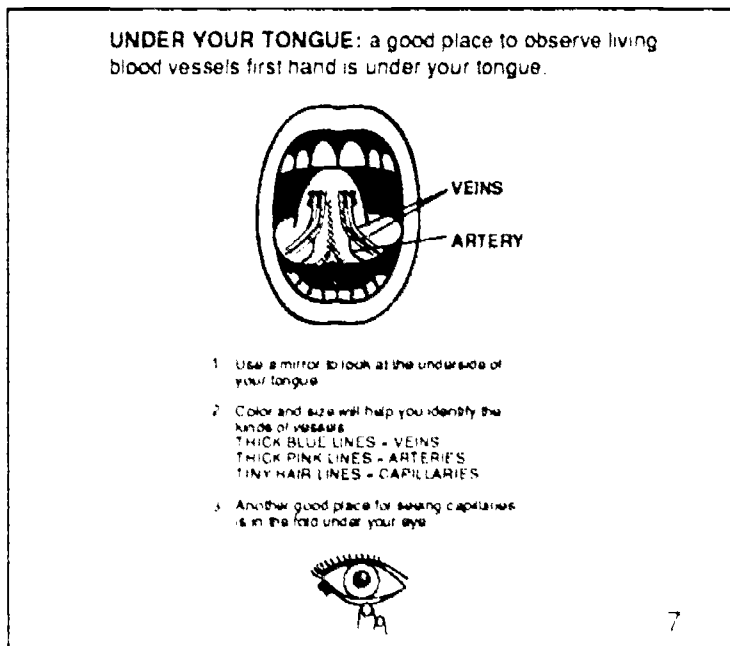 UNDER YOUR TONGUE: a good place to observe living
blood vessels first hand is under your tongue.
VEINS
ARTERY
1 Use a mirror to look at the underside of
your tongue
2 Color and size will help you identify the
kinds of vessels
THICK BLUE LINES = VEINS
THICK PINK LINES = ARTERIES
TINY HAIR LINES = CAPILLARIES
3 Another good place for seeing capillaries
is in the fold under your eye
7